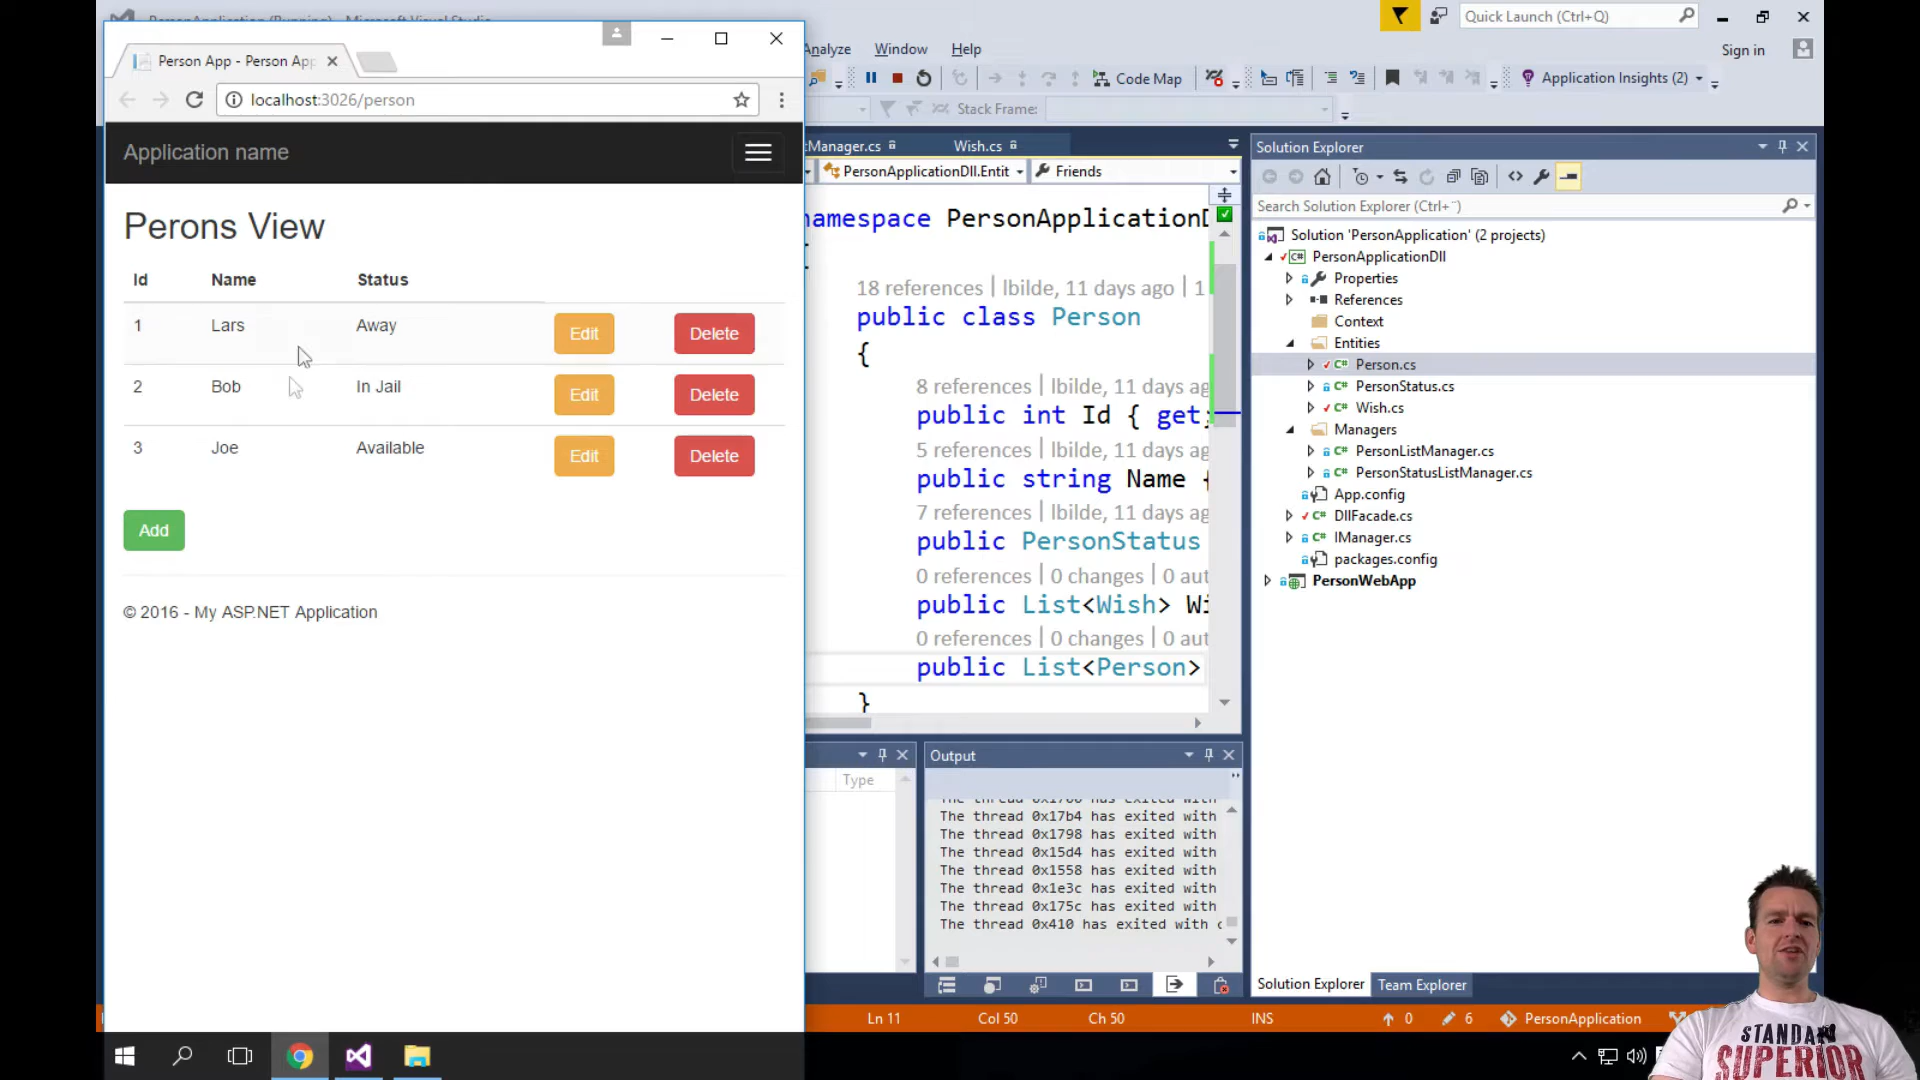 PersonApplication (Running) - Microsoft Visual Studio
Quick Launch (Ctrl+Q)
Person App - Person App
Analyze
Window
Help
Sign in
localhost:3026/person
Code Map
Application Insights (2)
Stack Frame:
Application name
tManager.cs
Wish.cs
Solution Explorer
PersonApplicationDll.Entit
Friends
Search Solution Explorer (Ctrl+¨)
Perons View
namespace PersonApplicationD
{
Solution 'PersonApplication' (2 projects)
PersonApplicationDll
Properties
References
Context
Entities
Person.cs
PersonStatus.cs
Wish.cs
Managers
PersonListManager.cs
PersonStatusListManager.cs
App.config
DllFacade.cs
IManager.cs
packages.config
PersonWebApp
Id Name Status
1 Lars Away Edit Delete
2 Bob In Jail Edit Delete
3 Joe Available Edit Delete
Add
© 2016 - My ASP.NET Application
18 references | lbilde, 11 days ago | 1
public class Person
{
8 references | lbilde, 11 days ago
public int Id { get;
5 references | lbilde, 11 days ago
public string Name {
7 references | lbilde, 11 days ago
public PersonStatus
0 references | 0 changes | 0 aut
public List<Wish> Wi
0 references | 0 changes | 0 aut
public List<Person>
}
Type
Output
The thread 0x17b4 has exited with
The thread 0x1798 has exited with
The thread 0x15d4 has exited with
The thread 0x1558 has exited with
The thread 0x1e3c has exited with
The thread 0x175c has exited with
The thread 0x410 has exited with c
Solution Explorer
Team Explorer
Ln 11
Col 50
Ch 50
INS
0
6
PersonApplication
STANDARD
SUPERIOR